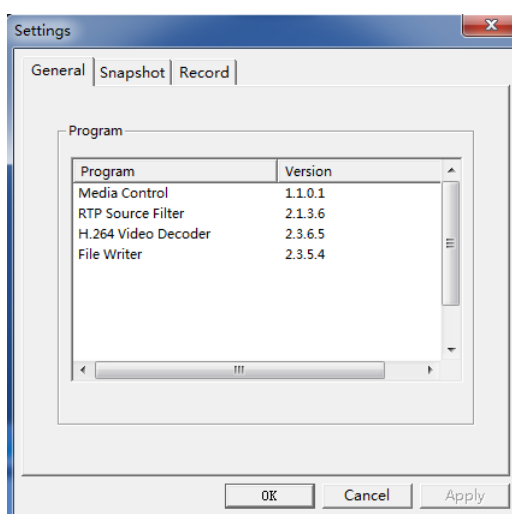 Settings
General Snapshot Record
Program
Program Version
Media Control 1.1.0.1
RTP Source Filter 2.1.3.6
H.264 Video Decoder 2.3.6.5
File Writer 2.3.5.4
OK Cancel Apply